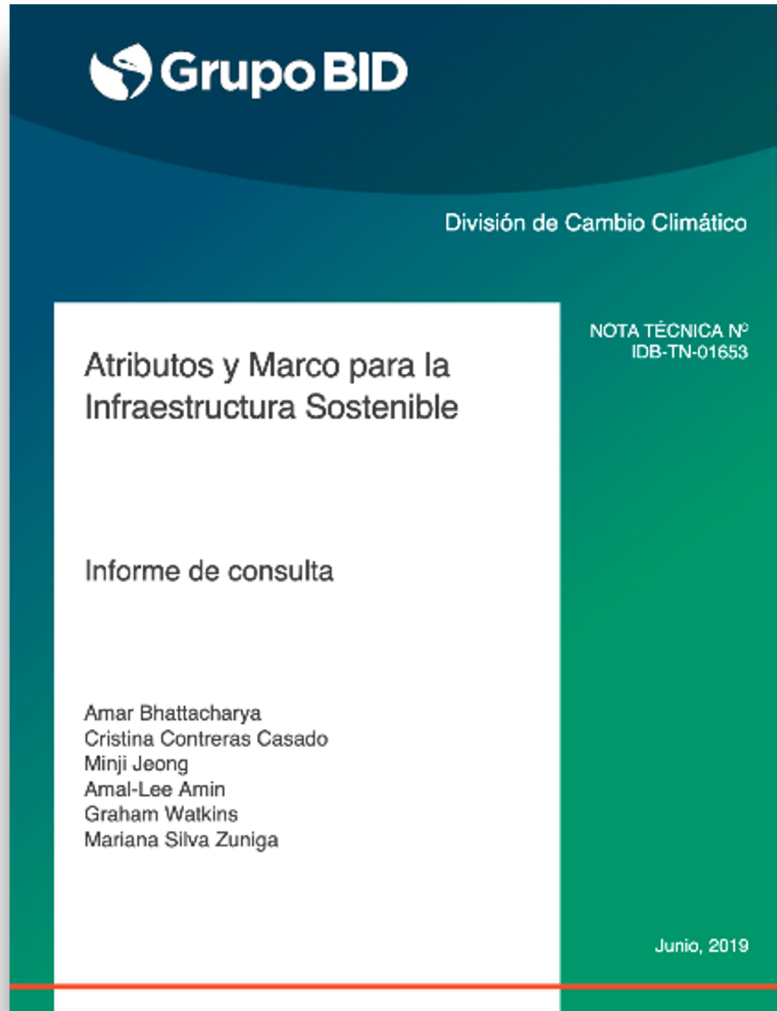 Grupo BID
División de Cambio Climático
NOTA TÉCNICA Nº
IDB-TN-01653
Atributos y Marco para la
Infraestructura Sostenible
Informe de consulta
Amar Bhattacharya
Cristina Contreras Casado
Minji Jeong
Amal-Lee Amin
Graham Watkins
Mariana Silva Zuniga
Junio, 2019